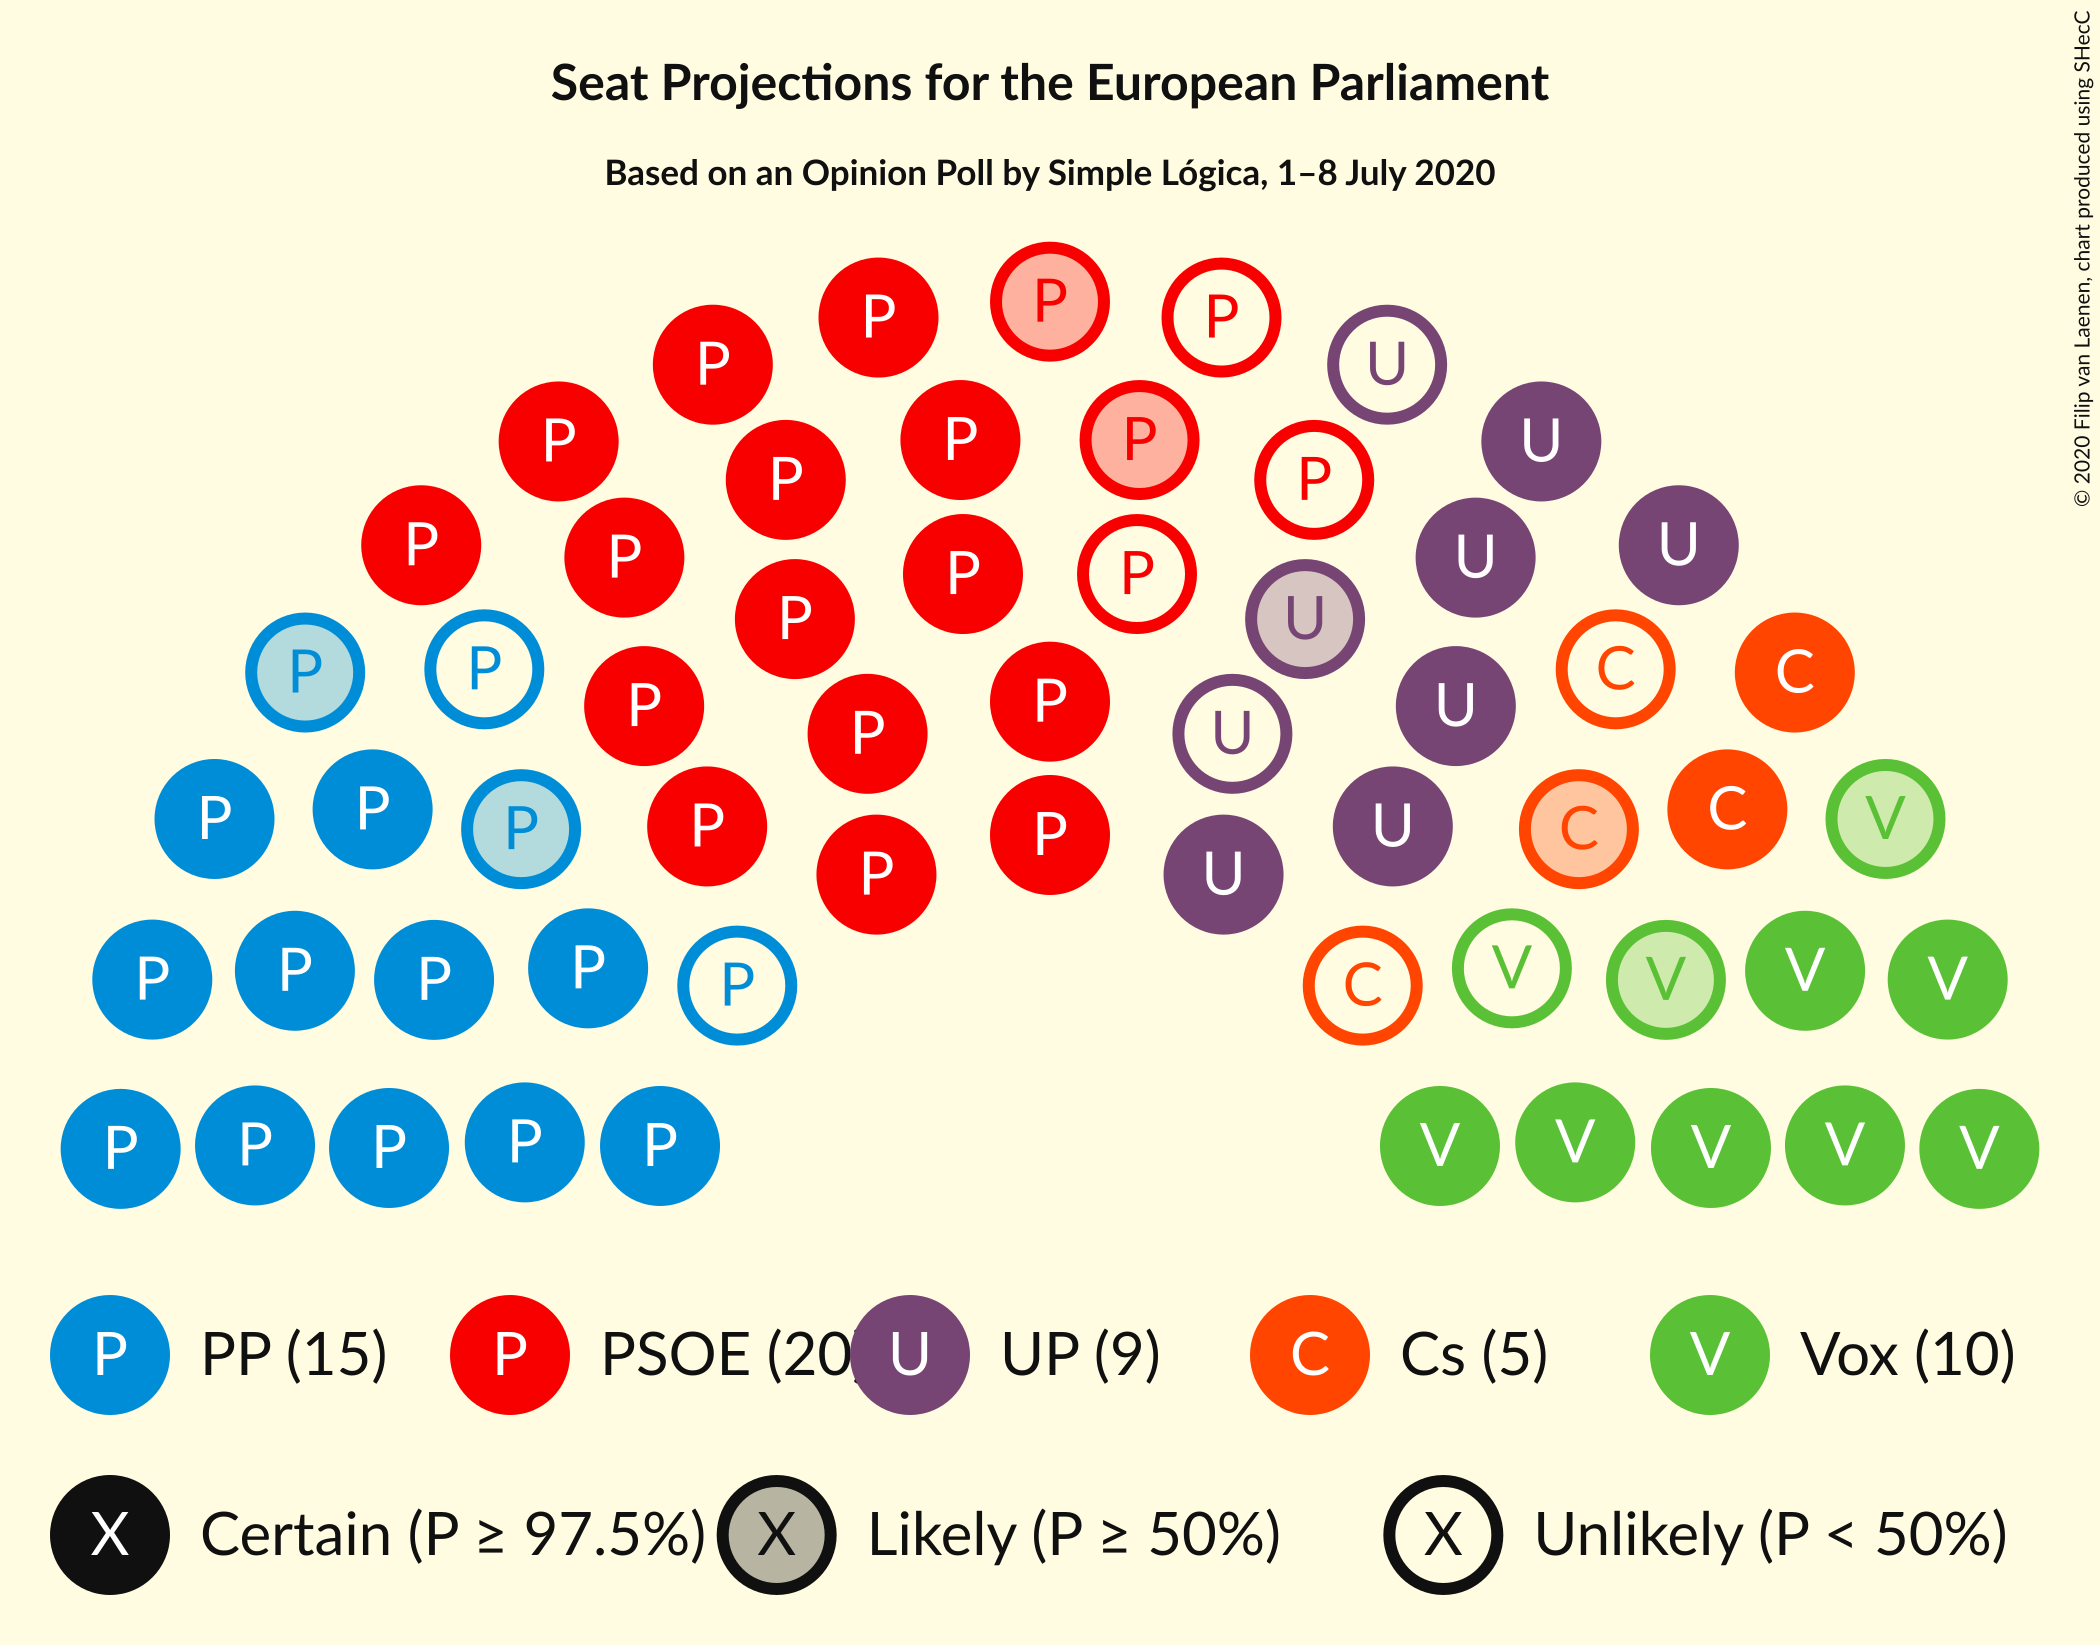 Seat Projections for the European Parliament
Based on an Opinion Poll by Simple Lógica, 1–8 July 2020
© 2020 Filip van Laenen, chart produced using SHecC
P
P P
P U
P P
P P
P U
P U
P P
P U
P P
U
P C
P C
P P
U
P U
P P
P C
P V
P U
P C
P U
P P P P
P C V V V V
P P P P P V V V V V
P PP (15) P PSOE (20) U UP (9) C Cs (5) V Vox (10)
X Certain (P ≥ 97.5%) X Likely (P ≥ 50%) X Unlikely (P < 50%)